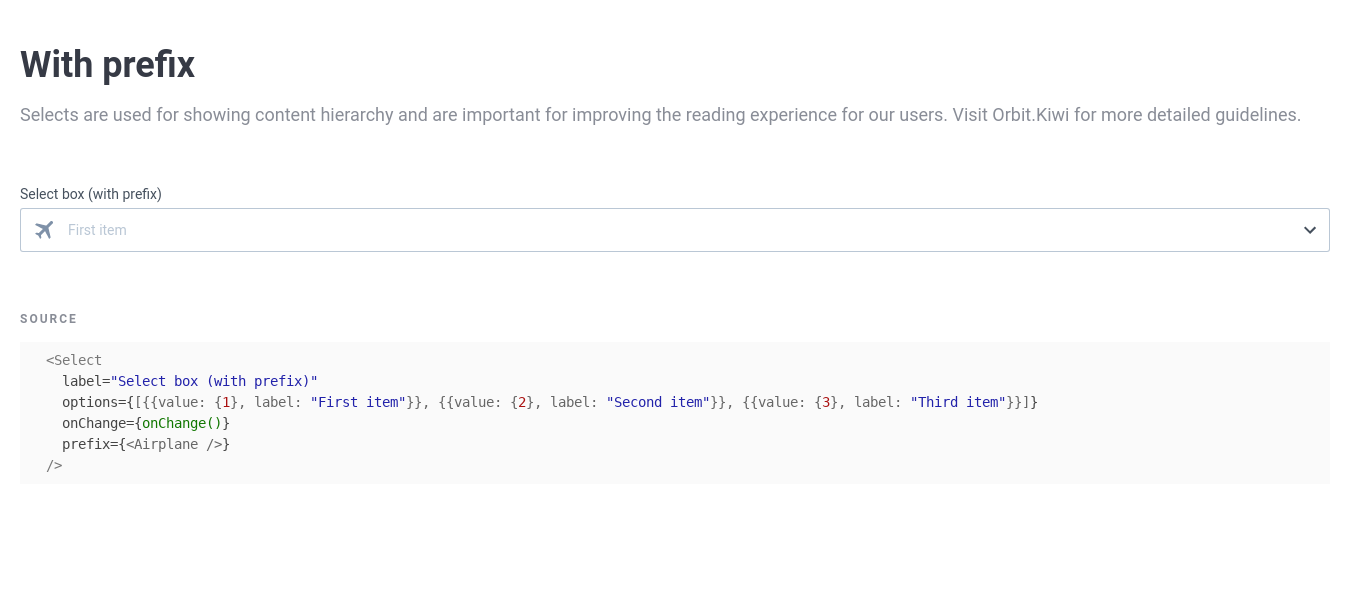 With prefix
Selects are used for showing content hierarchy and are important for improving the reading experience for our users. Visit Orbit.Kiwi for more detailed guidelines.
Select box (with prefix)
First item
SOURCE
<Select
label="Select box (with prefix)"
options={[{{value: {1}, label: "First item"}}, {{value: {2}, label: "Second item"}}, {{value: {3}, label: "Third item"}}]}
onChange={onChange()}
prefix={<Airplane />}
/>